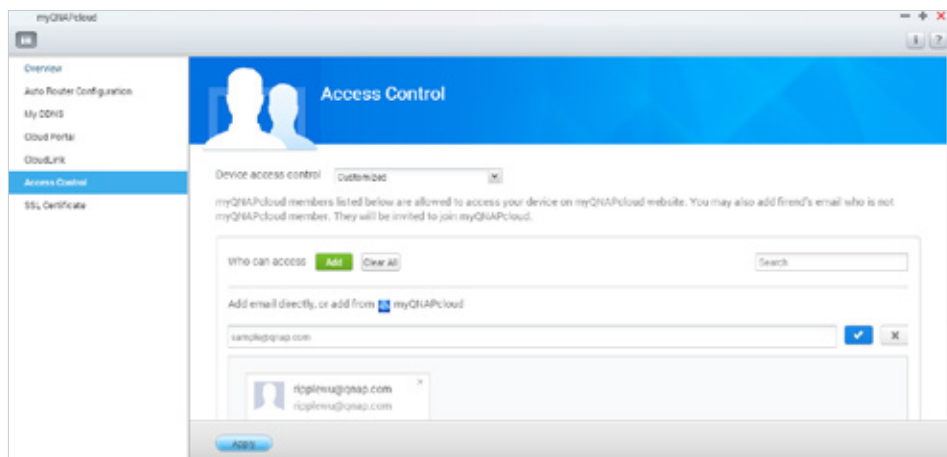 myQNAPcloud
Overview
Auto Router Configuration
My DDNS
Cloud Portal
CloudLink
Access Control
SSL Certificate
Access Control
Device access control Customized
myQNAPcloud members listed below are allowed to access your device on myQNAPcloud website. You may also add firend's email who is not
myQNAPcloud member. They will be invited to join myQNAPcloud.
Who can access Add Clear All Search
Add email directly, or add from myQNAPcloud
sample@qnap.com
ripplewu@qnap.com
ripplewu@qnap.com
Apply